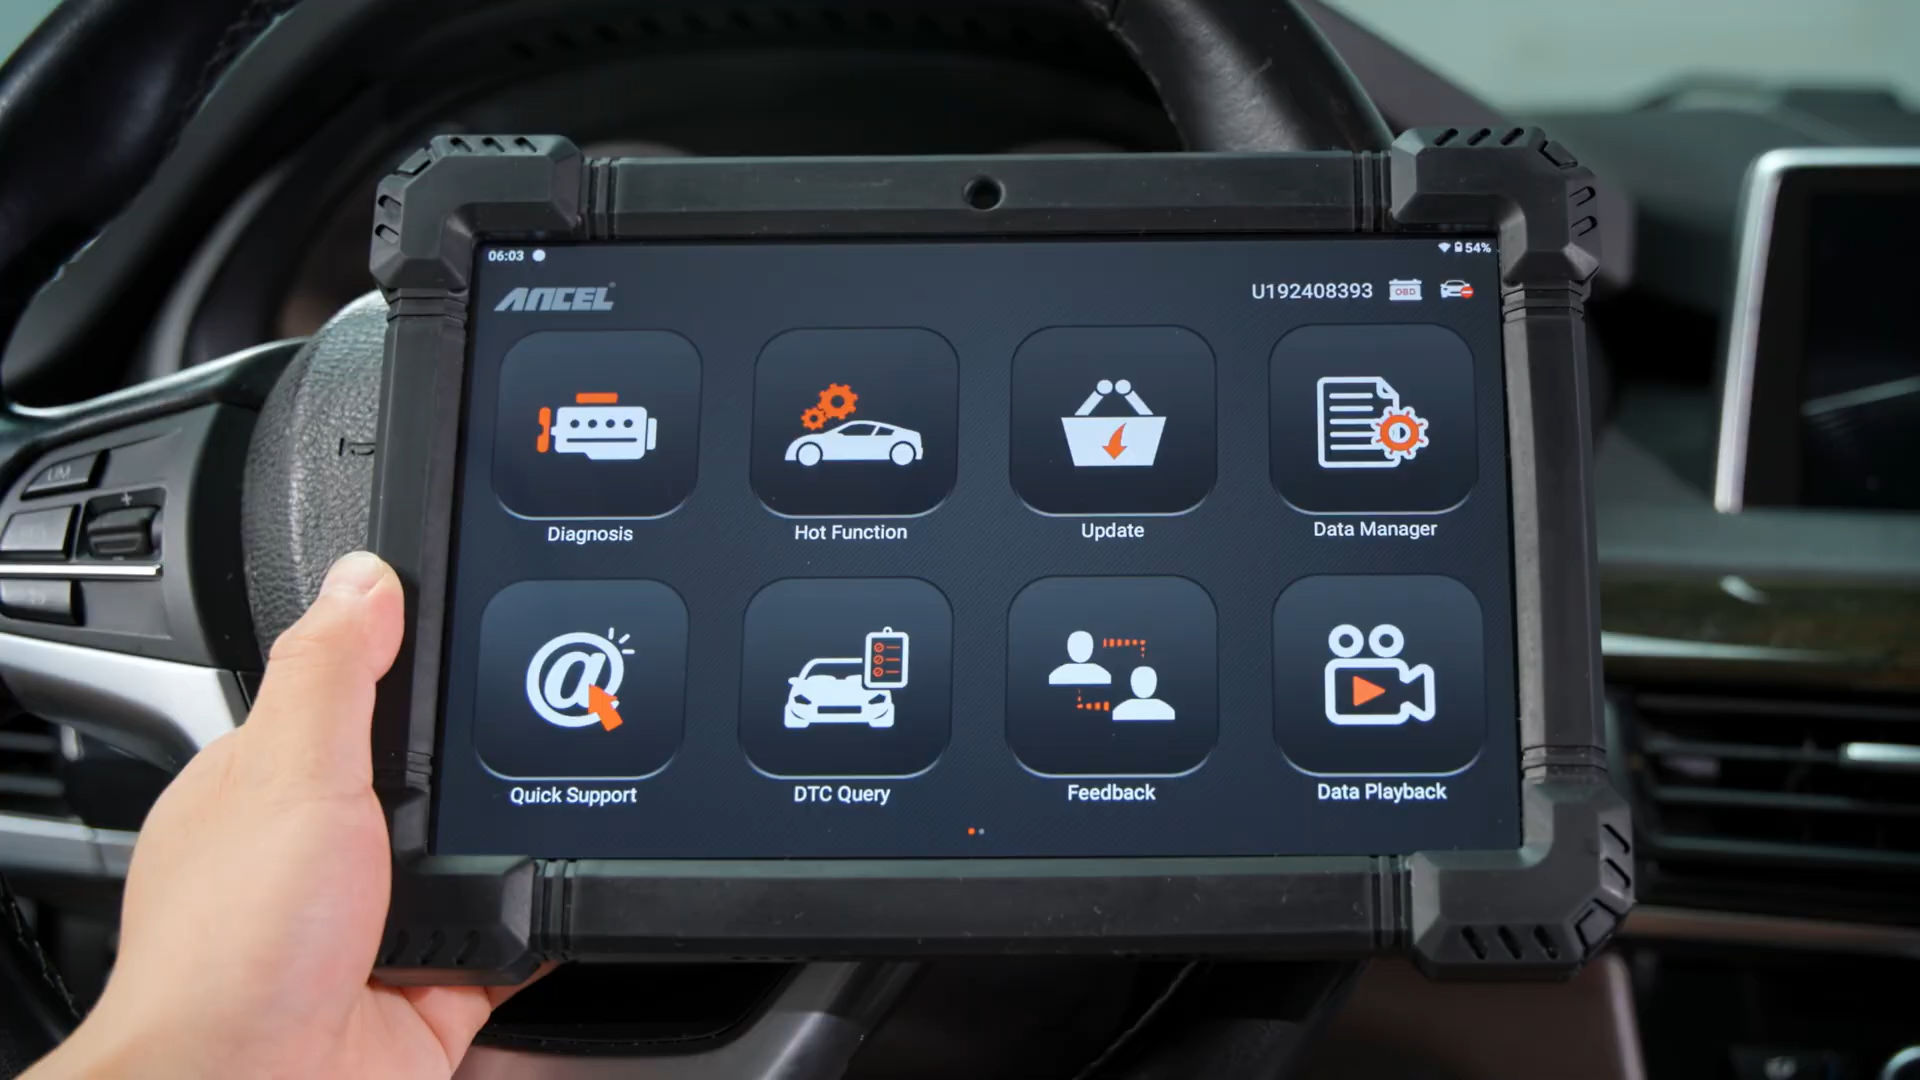 06:03
54%
ANCEL
U192408393
OBD
Diagnosis
Hot Function
Update
Data Manager
Quick Support
DTC Query
Feedback
Data Playback